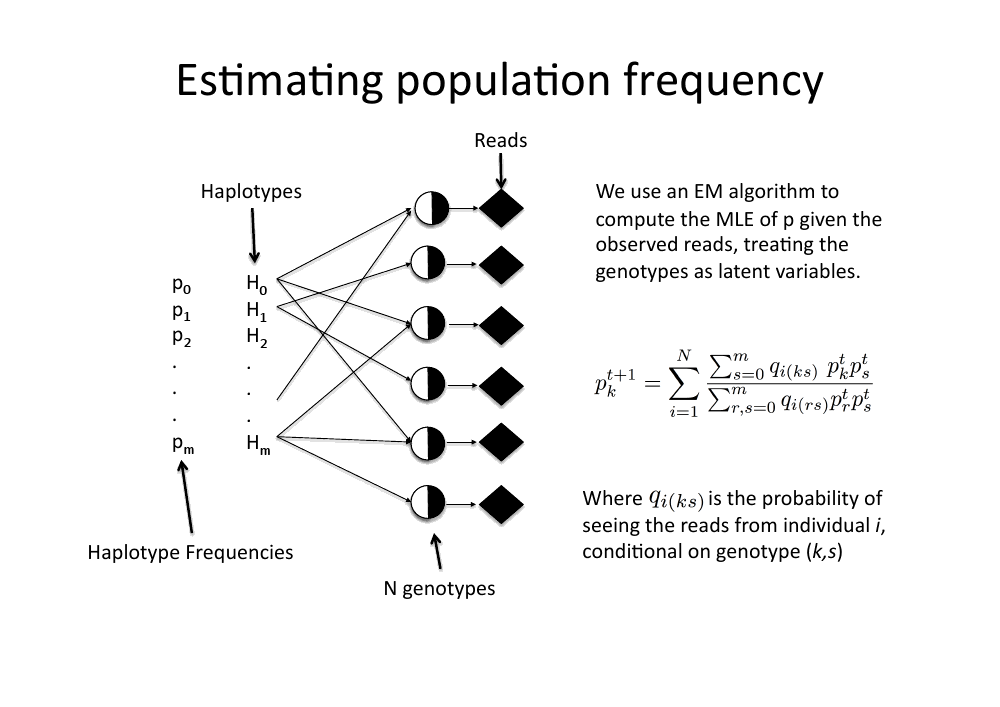 Estimating population frequency
Reads
Haplotypes
We use an EM algorithm to
compute the MLE of p given the
observed reads, treating the
genotypes as latent variables.
p₀ H₀
p₁ H₁
p₂ H₂
. .
. .
. .
pₘ Hₘ
p_k^{t+1} = \sum_{i=1}^{N} \frac{\sum_{s=0}^{m} q_{i(ks)} p_k^t p_s^t}{\sum_{r,s=0}^{m} q_{i(rs)} p_r^t p_s^t}
Where q_{i(ks)} is the probability of
seeing the reads from individual i,
conditional on genotype (k,s)
Haplotype Frequencies
N genotypes